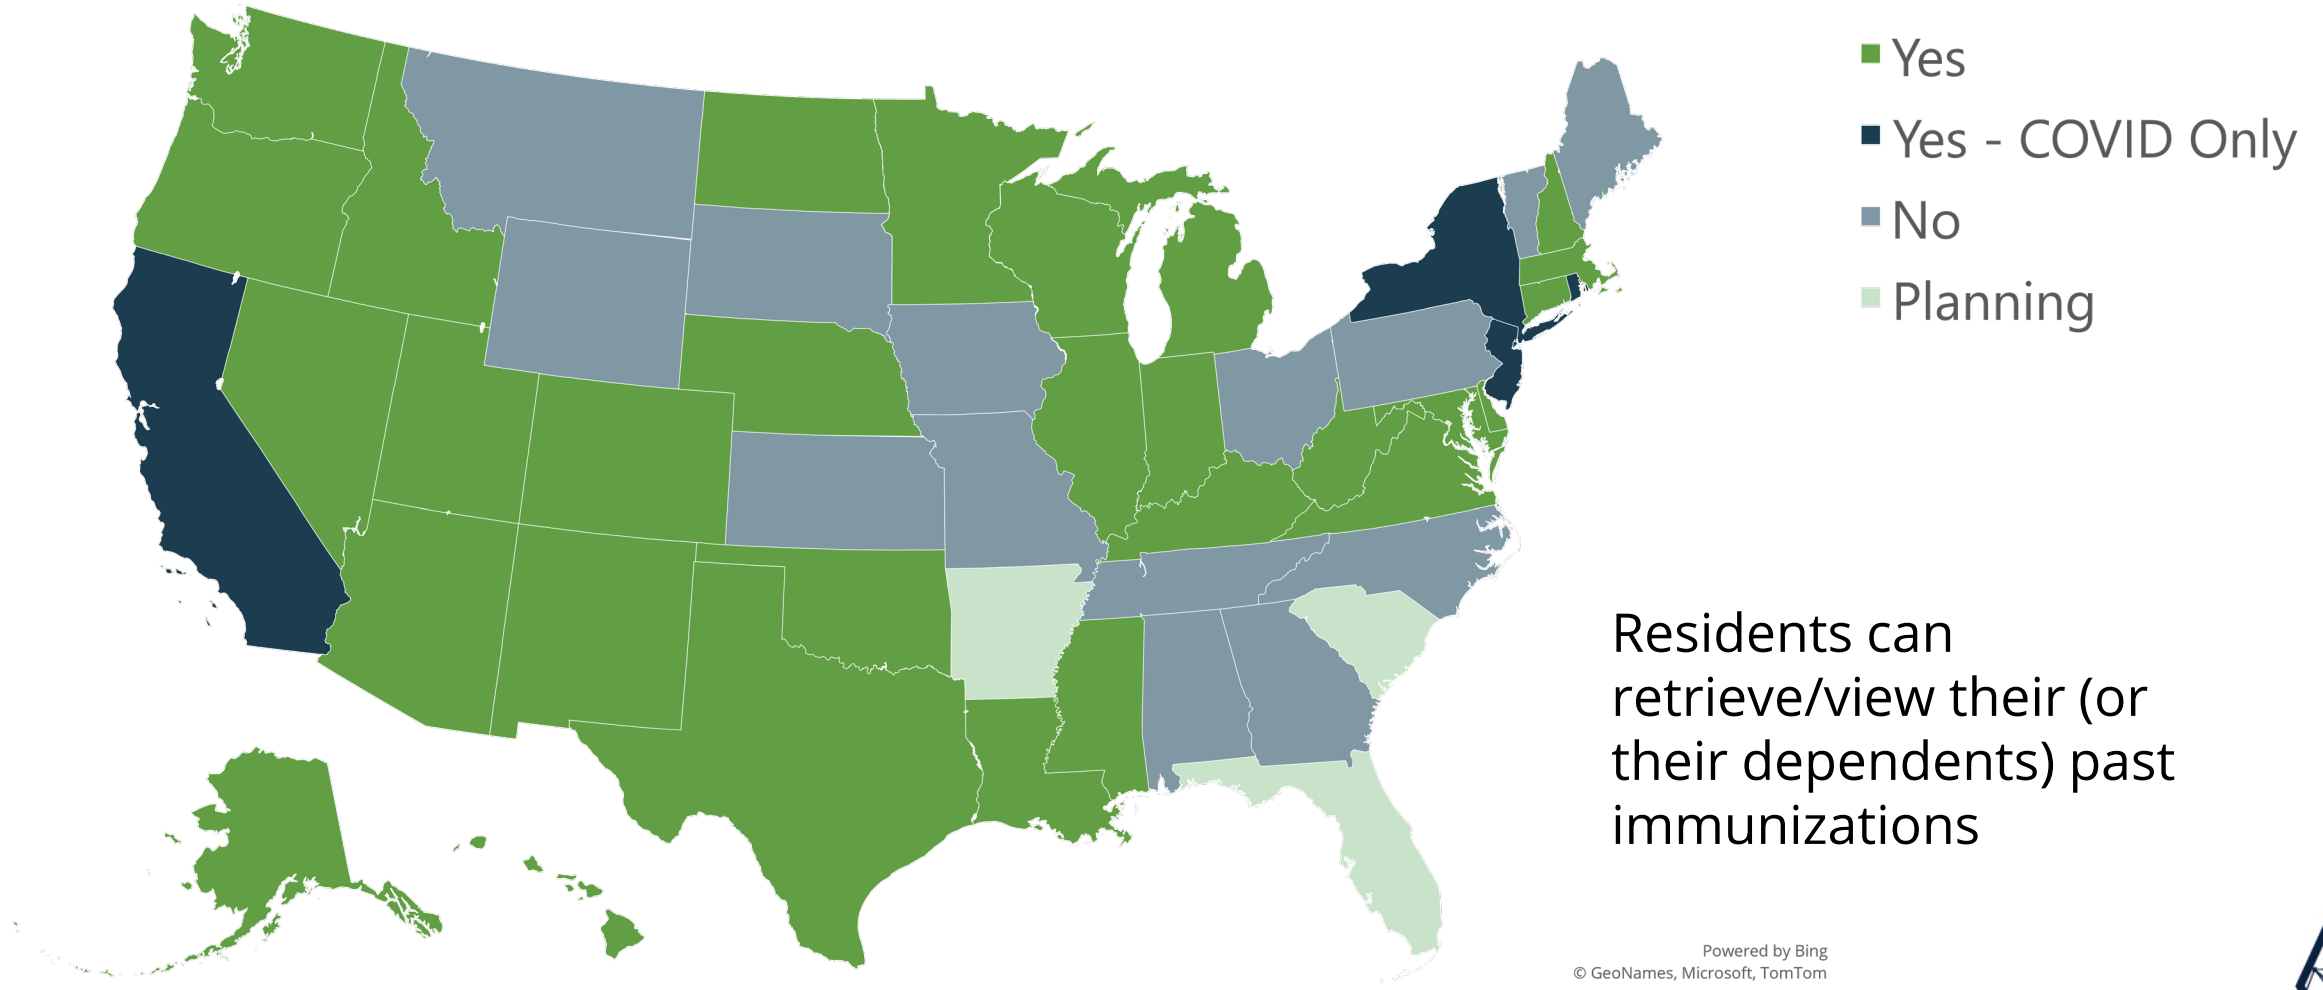 Yes
Yes - COVID Only
No
Planning
Residents can
retrieve/view their (or
their dependents) past
immunizations
Powered by Bing
© GeoNames, Microsoft, TomTom